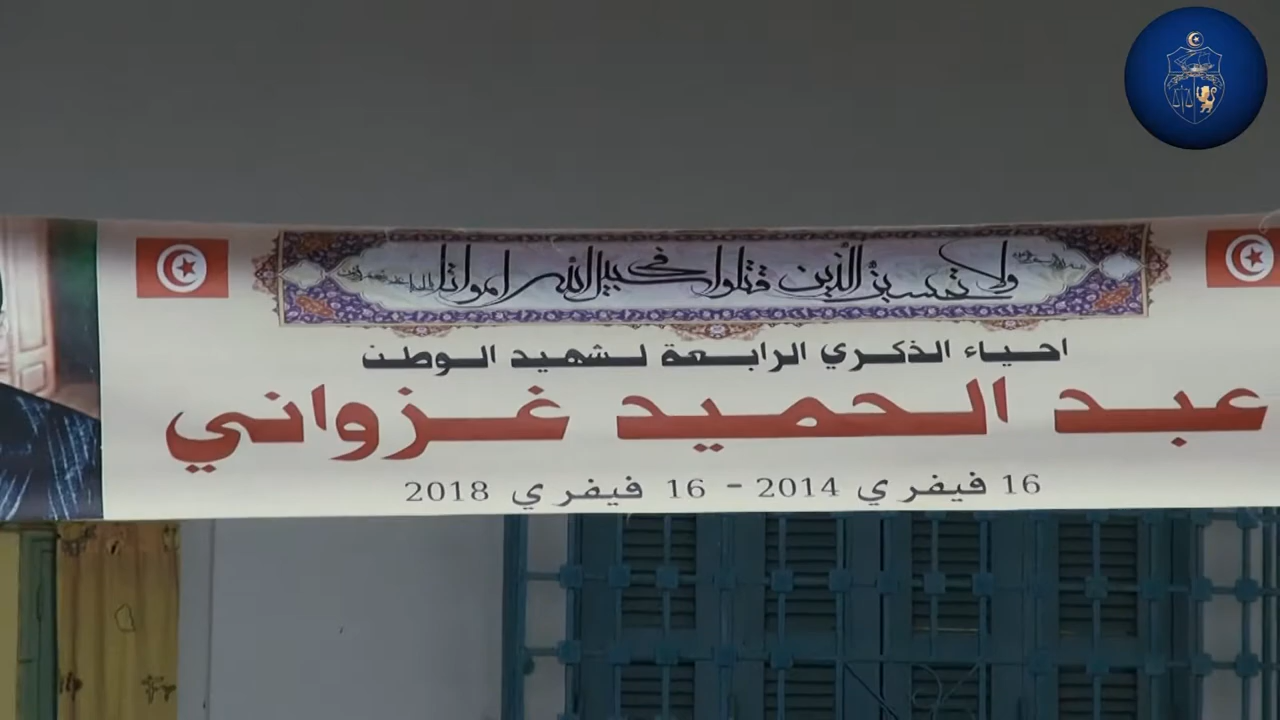 ولا تحسبن الذين قتلوا في سبيل الله امواتا
احياء الذكري الرابعة لشهيد الوطن
عبد الحميد غزواني
16 فيفري 2014 - 16 فيفري 2018